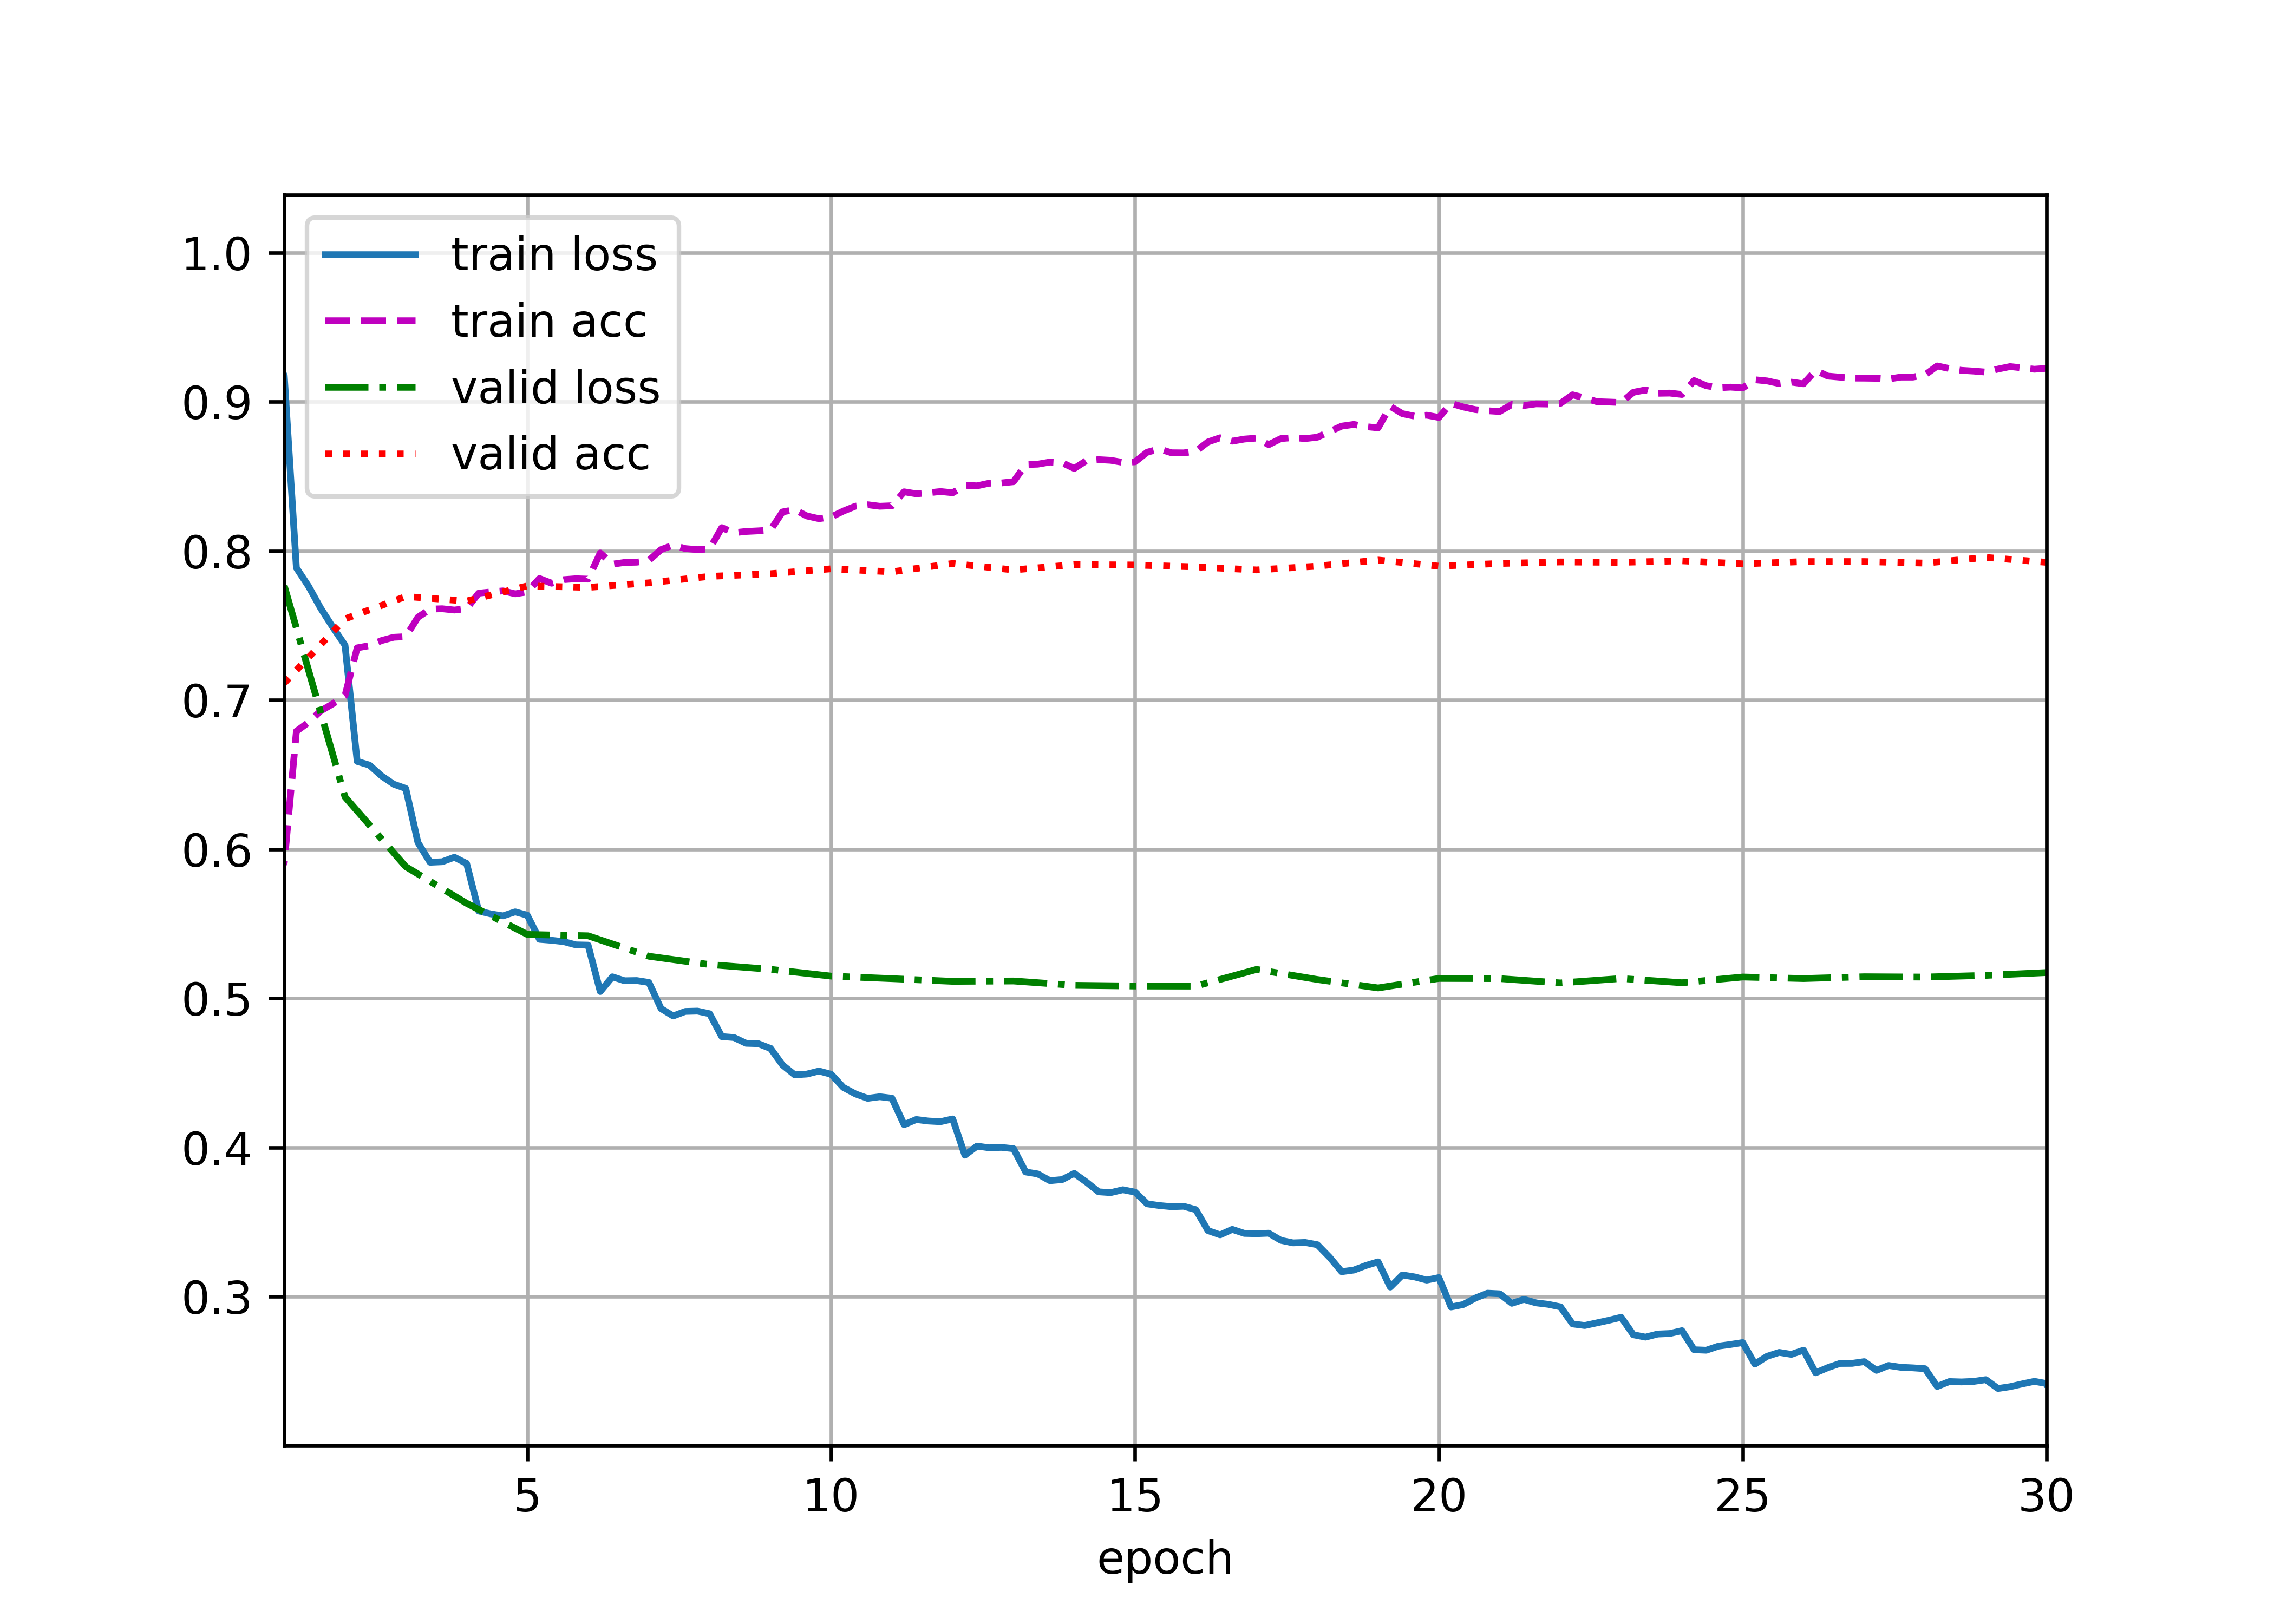 train loss
train acc
valid loss
valid acc
1.0
0.9
0.8
0.7
0.6
0.5
0.4
0.3
5 10 15 20 25 30
epoch